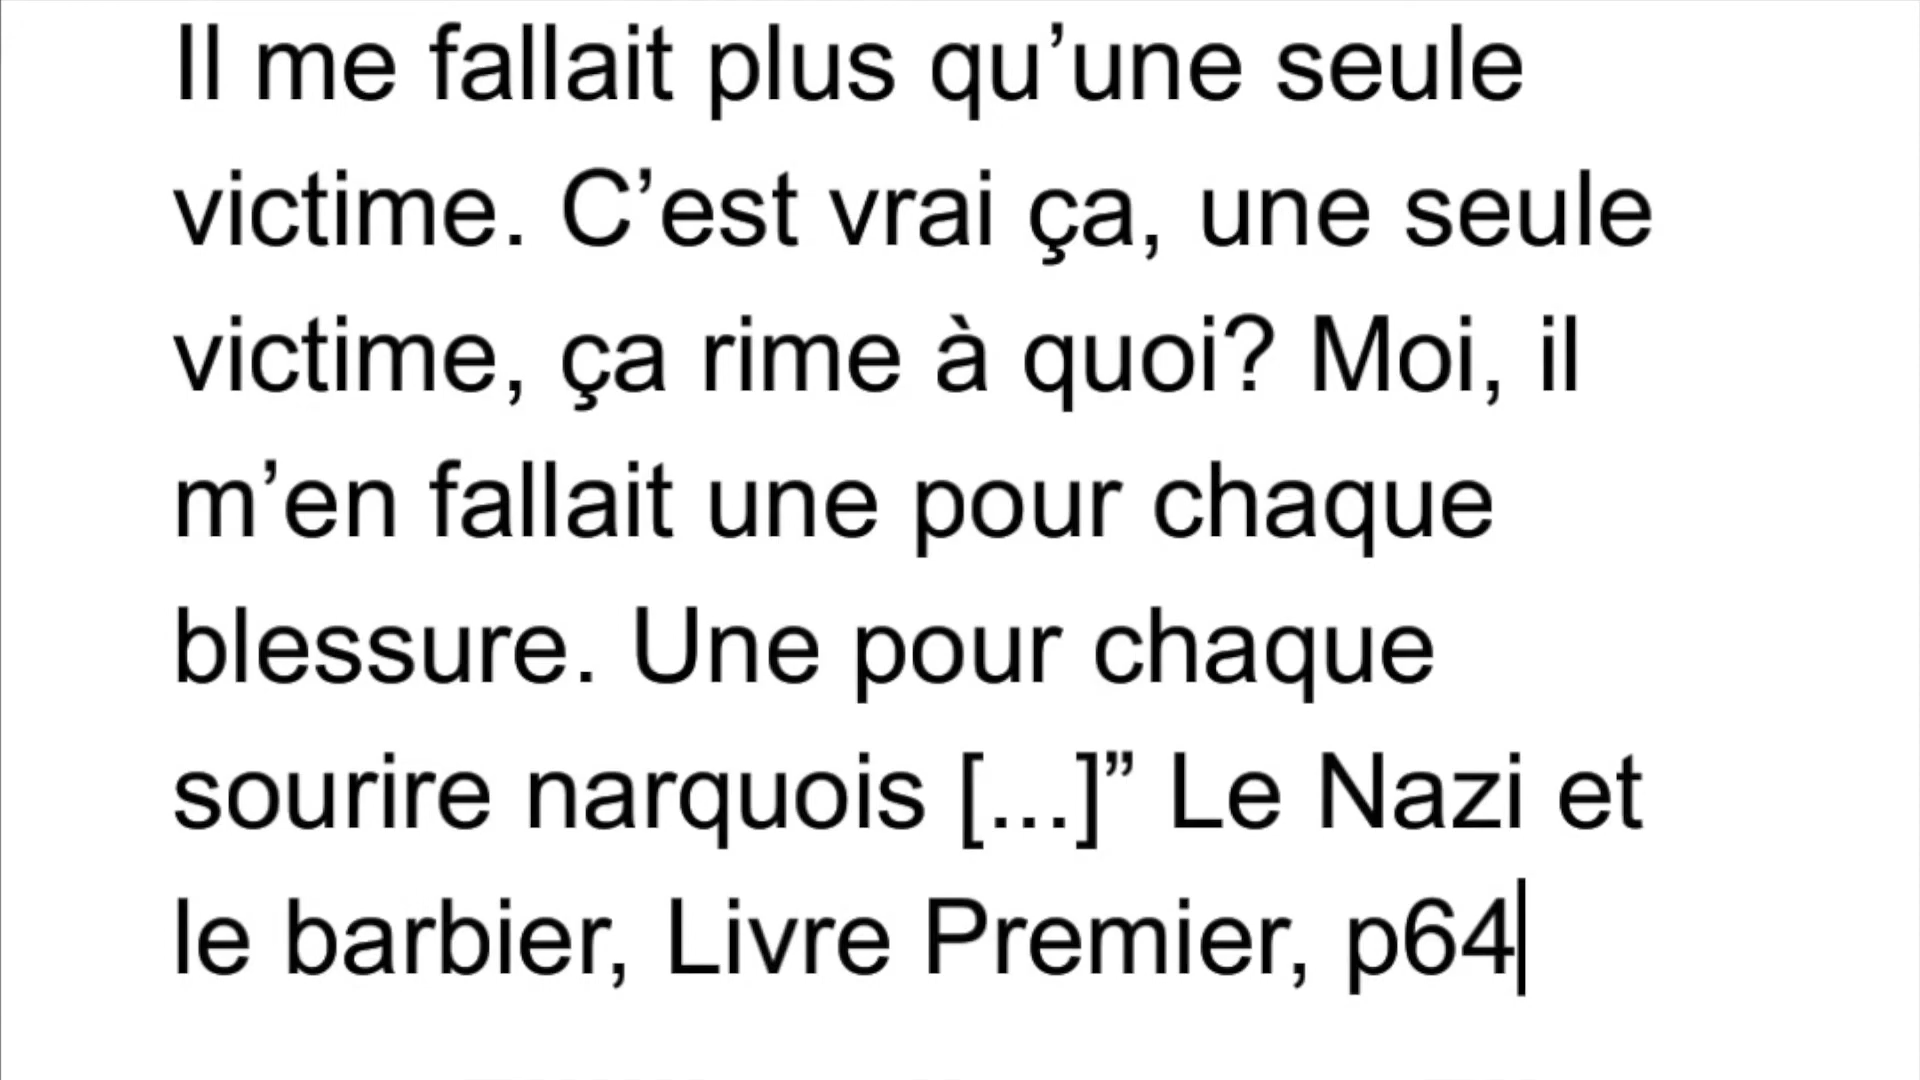 Il me fallait plus qu’une seule
victime. C’est vrai ça, une seule
victime, ça rime à quoi? Moi, il
m’en fallait une pour chaque
blessure. Une pour chaque
sourire narquois [...]” Le Nazi et
le barbier, Livre Premier, p64